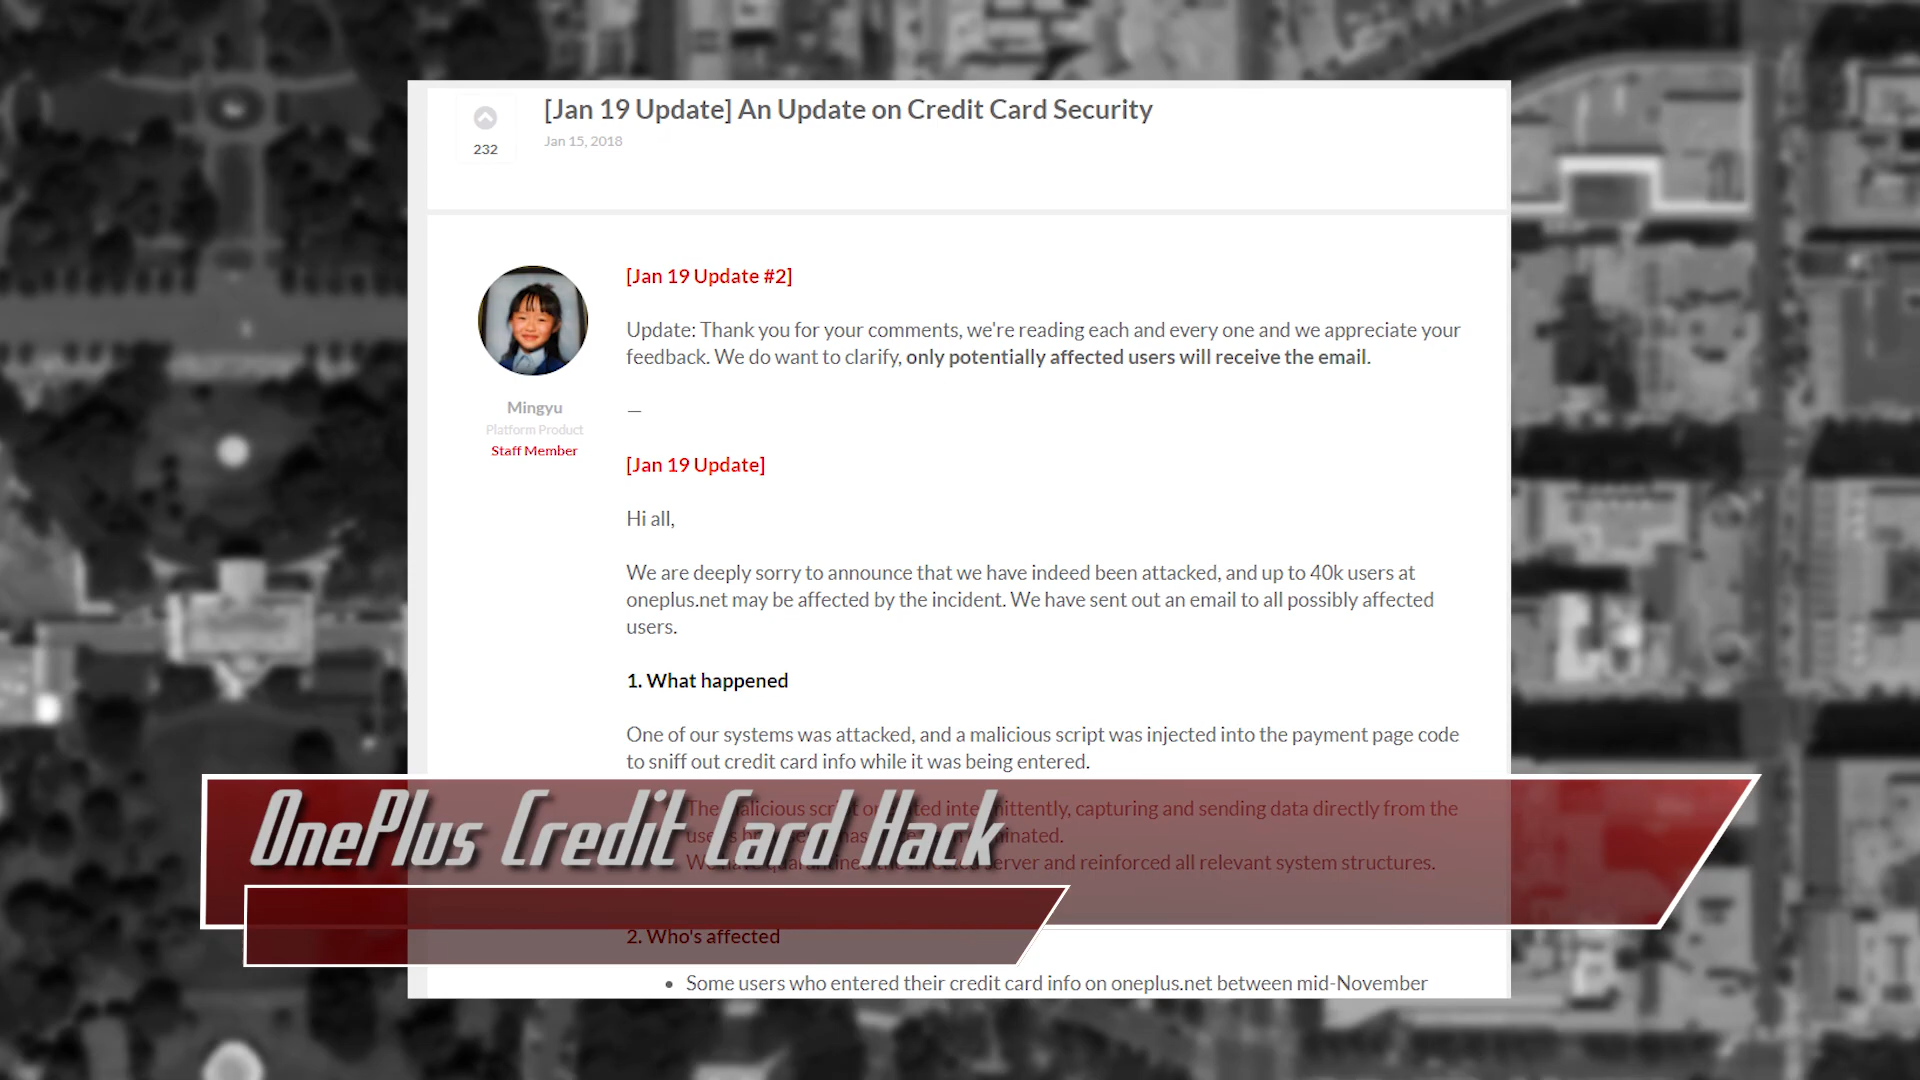 [Jan 19 Update] An Update on Credit Card Security
Jan 15, 2018
232
[Jan 19 Update #2]
Update: Thank you for your comments, we're reading each and every one and we appreciate your
feedback. We do want to clarify, only potentially affected users will receive the email.
Mingyu
Platform Product
Staff Member
—
[Jan 19 Update]
Hi all,
We are deeply sorry to announce that we have indeed been attacked, and up to 40k users at
oneplus.net may be affected by the incident. We have sent out an email to all possibly affected
users.
1. What happened
One of our systems was attacked, and a malicious script was injected into the payment page code
to sniff out credit card info while it was being entered.
The malicious script operated intermittently, capturing and sending data directly from the
OnePlus Credit Card Hack
server and reinforced all relevant system structures.
2. Who's affected
• Some users who entered their credit card info on oneplus.net between mid-November